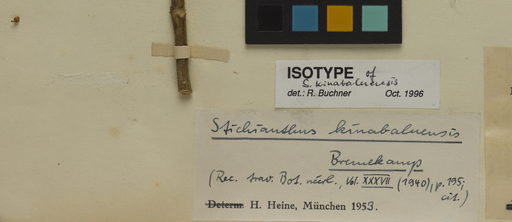 ISOTYPE of
S. kinabaluensis
det.: R. Buchner Oct. 1996
Stichianthus kinabaluensis
Bremekamp
(Rec. trav. Bot. néerl., Vol. XXXVII (1940), p. 195;
cit.)
Determ. H. Heine, München 1953.